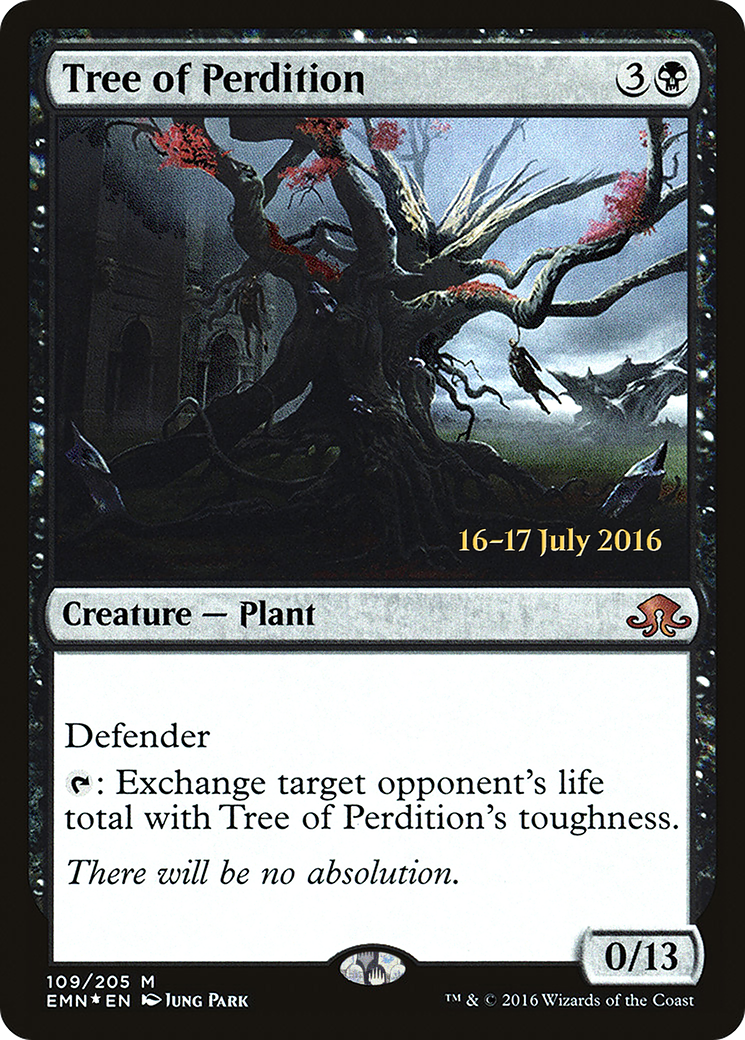 Tree of Perdition 3
16–17 July 2016
Creature — Plant
Defender
: Exchange target opponent's life
total with Tree of Perdition's toughness.
There will be no absolution.
0/13
109/205 M
EMN★EN Jung Park
™ & © 2016 Wizards of the Coast